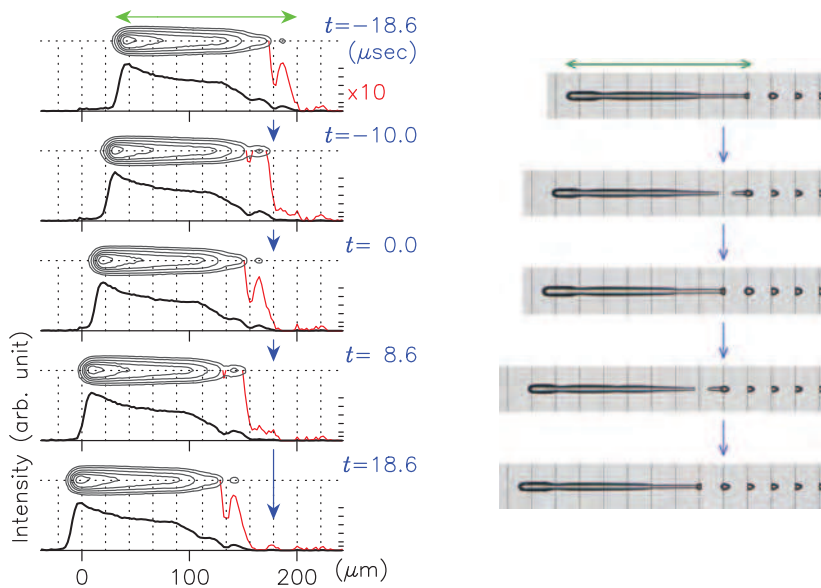 t=−18.6
(μsec)
x10
t=−10.0
t= 0.0
t= 8.6
t=18.6
Intensity (arb. unit)
0 100 200 (μm)